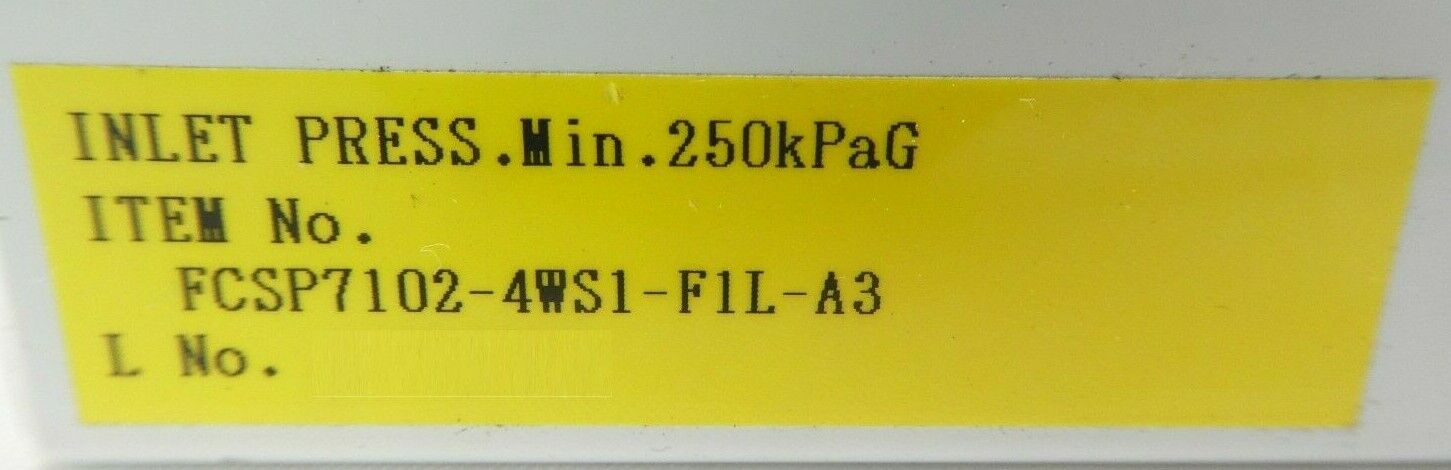 INLET PRESS.Min.250kPaG
ITEM No.
FCSP7102-4WS1-F1L-A3
L No.